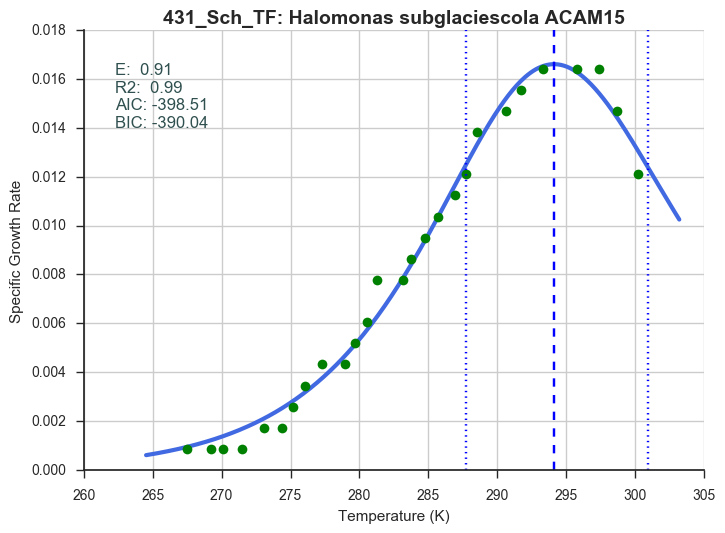 431_Sch_TF: Halomonas subglaciescola ACAM15
E:  0.91
R2:  0.99
AIC: -398.51
BIC: -390.04
Specific Growth Rate
0.018
0.016
0.014
0.012
0.010
0.008
0.006
0.004
0.002
0.000
260 265 270 275 280 285 290 295 300 305
Temperature (K)